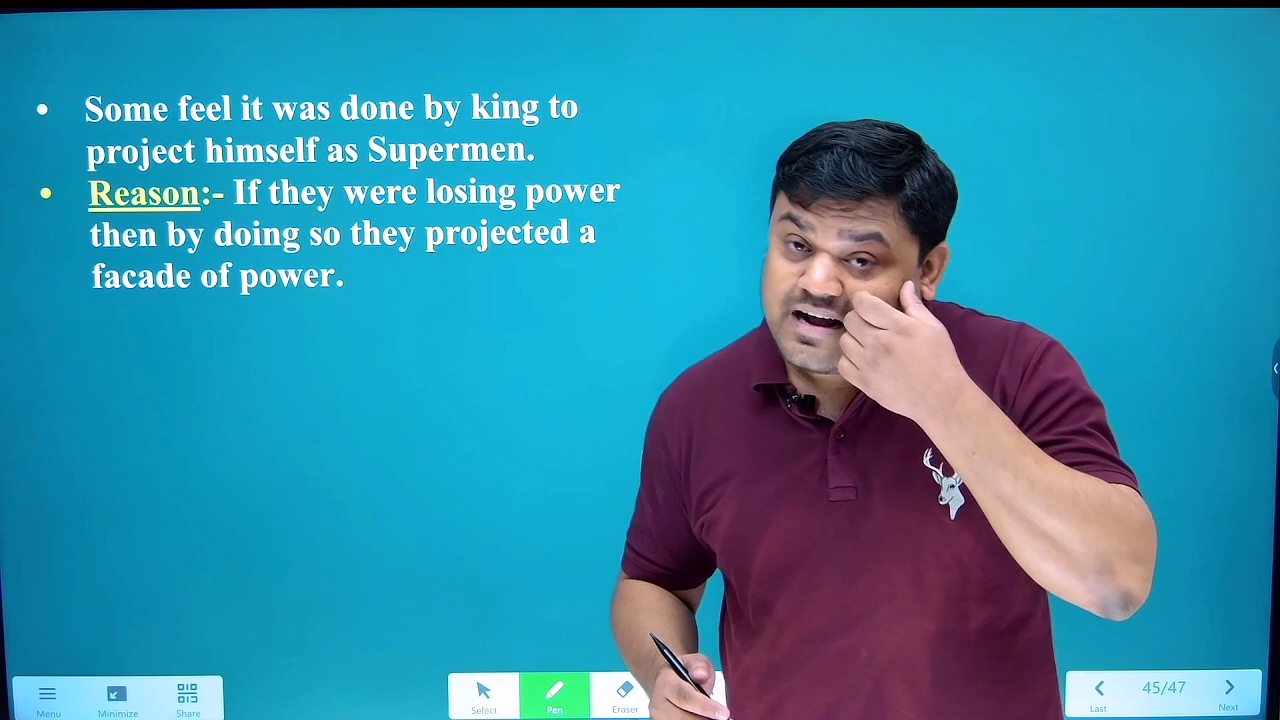 • Some feel it was done by king to
project himself as Supermen.
• Reason:- If they were losing power
then by doing so they projected a
facade of power.
Menu
Minimize
Share
Select
Pen
Eraser
45/47
Last
Next